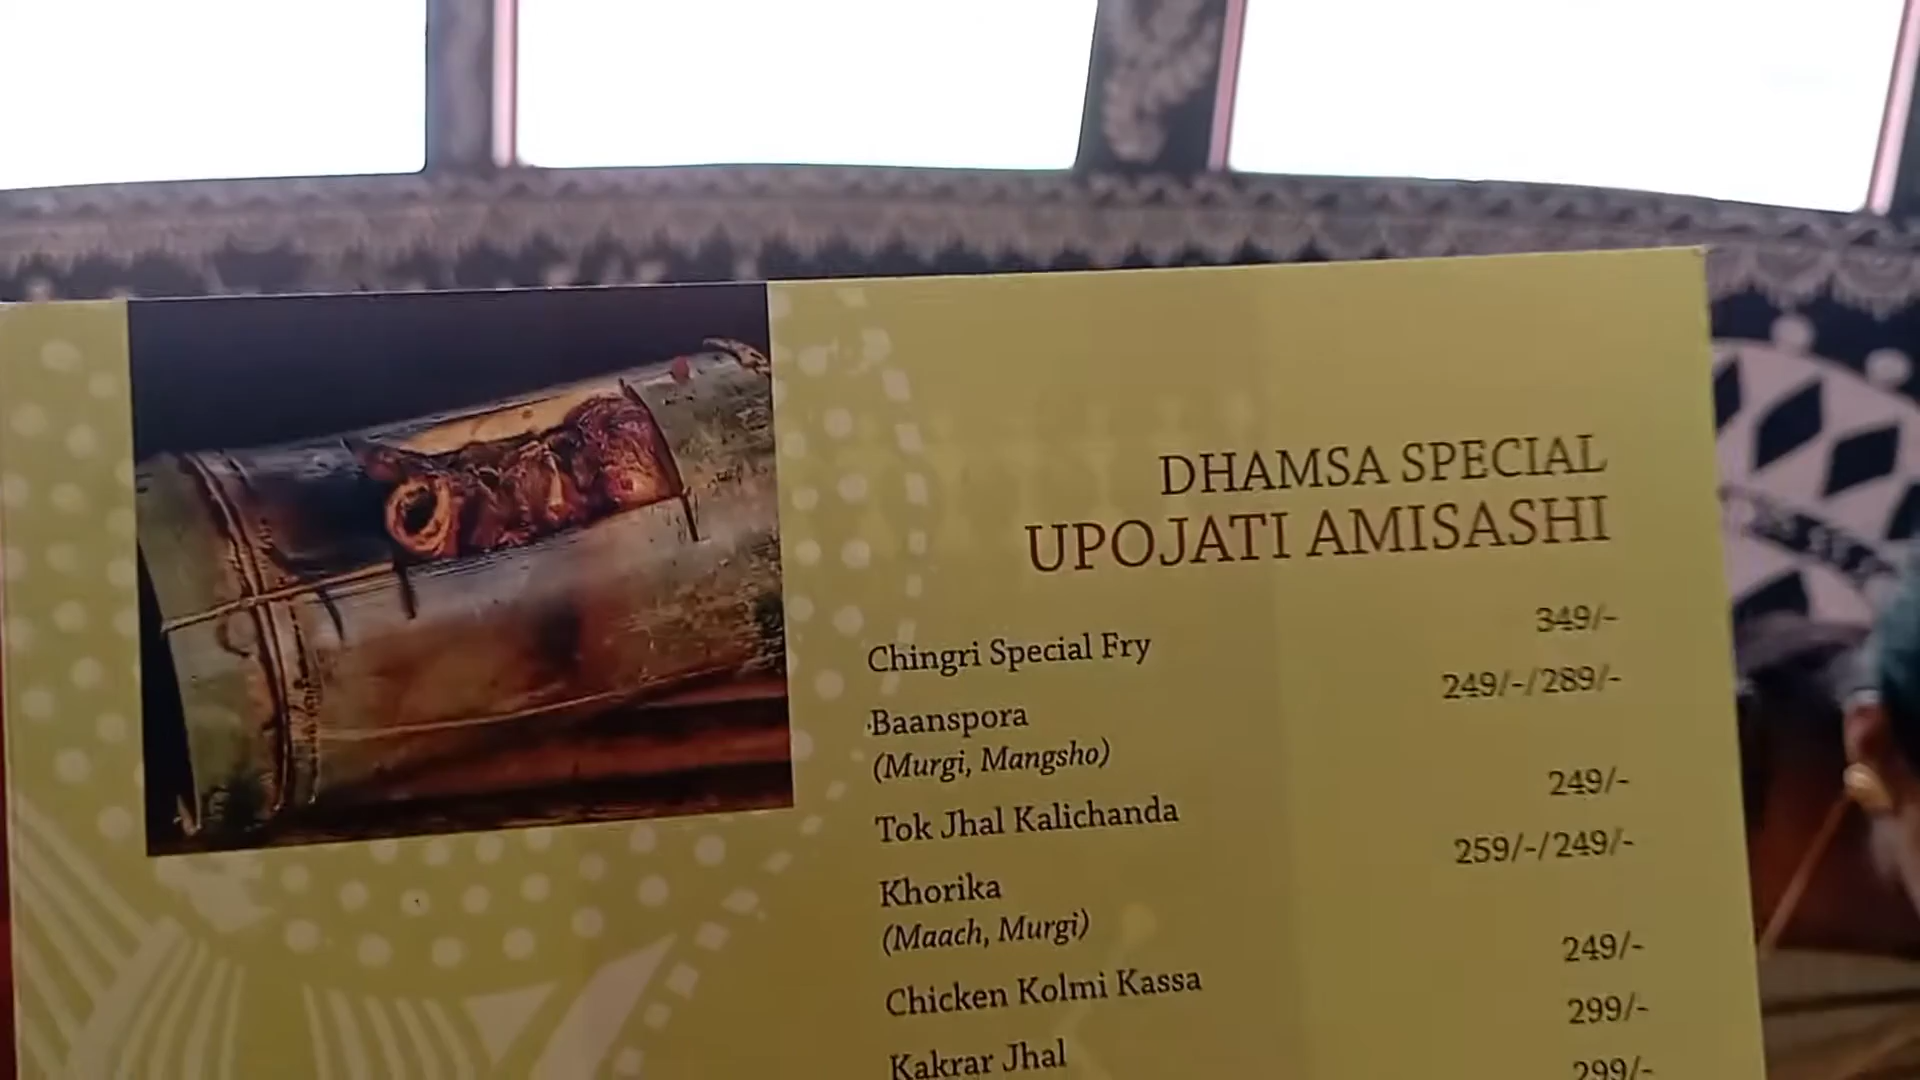 DHAMSA SPECIAL
UPOJATI AMISASHI
Chingri Special Fry 349/-
Baanspora 249/-/289/-
(Murgi, Mangsho)
Tok Jhal Kalichanda 249/-
Khorika 259/-/249/-
(Maach, Murgi)
Chicken Kolmi Kassa 249/-
Kakrar Jhal 299/-
299/-